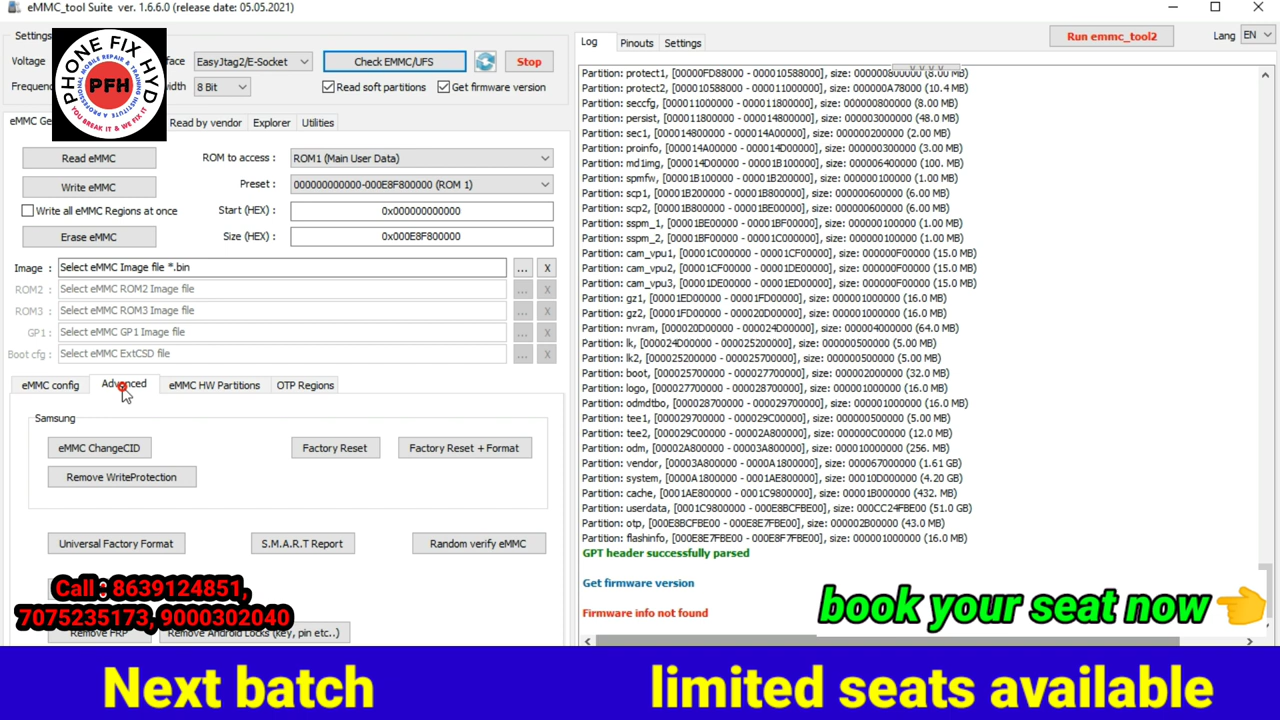 eMMC_tool Suite ver. 1.6.6.0 (release date: 05.05.2021)
Settings
Voltage
EasyJtag2/E-Socket
Check EMMC/UFS
Stop
8 Bit
Read soft partitions
Get firmware version
PHONE FIX HYD
A PROFESSIONAL MOBILE REPAIR & TRAINING INSTITUTE
PFH
YOU BREAK IT & WE FIX IT
Read by vendor
Explorer
Utilities
Read eMMC
ROM to access :
ROM1 (Main User Data)
Write eMMC
Preset :
000000000000-000E8F800000 (ROM 1)
Write all eMMC Regions at once
Start (HEX) :
0x000000000000
Erase eMMC
Size (HEX) :
0x000E8F800000
Image :
Select eMMC Image file *.bin
...
X
ROM2 :
Select eMMC ROM2 Image file
...
X
ROM3 :
Select eMMC ROM3 Image file
...
X
GP1 :
Select eMMC GP1 Image file
...
X
Boot cfg :
Select eMMC ExtCSD file
...
X
eMMC config
Advanced
eMMC HW Partitions
OTP Regions
Samsung
eMMC ChangeCID
Factory Reset
Factory Reset + Format
Remove WriteProtection
Universal Factory Format
S.M.A.R.T Report
Random verify eMMC
Call : 8639124851,
7075235173, 9000302040
Remove FRP
Remove Android Locks (key, pin etc..)
Log
Pinouts
Settings
Run emmc_tool2
Lang
EN
Partition: protect1, [00000FD88000 - 000010588000], size: 000000800000 (8.00 MB)
Partition: protect2, [000010588000 - 000011000000], size: 000000A78000 (10.4 MB)
Partition: seccfg, [000011000000 - 000011800000], size: 000000800000 (8.00 MB)
Partition: persist, [000011800000 - 000014800000], size: 000003000000 (48.0 MB)
Partition: sec1, [000014800000 - 000014A00000], size: 000000200000 (2.00 MB)
Partition: proinfo, [000014A00000 - 000014D00000], size: 000000300000 (3.00 MB)
Partition: md1img, [000014D00000 - 00001B100000], size: 000006400000 (100. MB)
Partition: spmfw, [00001B100000 - 00001B200000], size: 000000100000 (1.00 MB)
Partition: scp1, [00001B200000 - 00001B800000], size: 000000600000 (6.00 MB)
Partition: scp2, [00001B800000 - 00001BE00000], size: 000000600000 (6.00 MB)
Partition: sspm_1, [00001BE00000 - 00001BF00000], size: 000000100000 (1.00 MB)
Partition: sspm_2, [00001BF00000 - 00001C000000], size: 000000100000 (1.00 MB)
Partition: cam_vpu1, [00001C000000 - 00001CF00000], size: 000000F00000 (15.0 MB)
Partition: cam_vpu2, [00001CF00000 - 00001DE00000], size: 000000F00000 (15.0 MB)
Partition: cam_vpu3, [00001DE00000 - 00001ED00000], size: 000000F00000 (15.0 MB)
Partition: gz1, [00001ED00000 - 00001FD00000], size: 000001000000 (16.0 MB)
Partition: gz2, [00001FD00000 - 000020D00000], size: 000001000000 (16.0 MB)
Partition: nvram, [000020D00000 - 000024D00000], size: 000004000000 (64.0 MB)
Partition: lk, [000024D00000 - 000025200000], size: 000000500000 (5.00 MB)
Partition: lk2, [000025200000 - 000025700000], size: 000000500000 (5.00 MB)
Partition: boot, [000025700000 - 000027700000], size: 000002000000 (32.0 MB)
Partition: logo, [000027700000 - 000028700000], size: 000001000000 (16.0 MB)
Partition: odmdtbo, [000028700000 - 000029700000], size: 000001000000 (16.0 MB)
Partition: tee1, [000029700000 - 000029C00000], size: 000000500000 (5.00 MB)
Partition: tee2, [000029C00000 - 00002A800000], size: 000000C00000 (12.0 MB)
Partition: odm, [00002A800000 - 00003A800000], size: 000010000000 (256. MB)
Partition: vendor, [00003A800000 - 0000A1800000], size: 000067000000 (1.61 GB)
Partition: system, [0000A1800000 - 0001AE800000], size: 00010D000000 (4.20 GB)
Partition: cache, [0001AE800000 - 0001C9800000], size: 00001B000000 (432. MB)
Partition: userdata, [0001C9800000 - 000E8BCFBE00], size: 000CC24FBE00 (51.0 GB)
Partition: otp, [000E8BCFBE00 - 000E8E7FBE00], size: 000002B00000 (43.0 MB)
Partition: flashinfo, [000E8E7FBE00 - 000E8F7FBE00], size: 000001000000 (16.0 MB)
GPT header successfully parsed
Get firmware version
Firmware info not found
book your seat now
Next batch
limited seats available